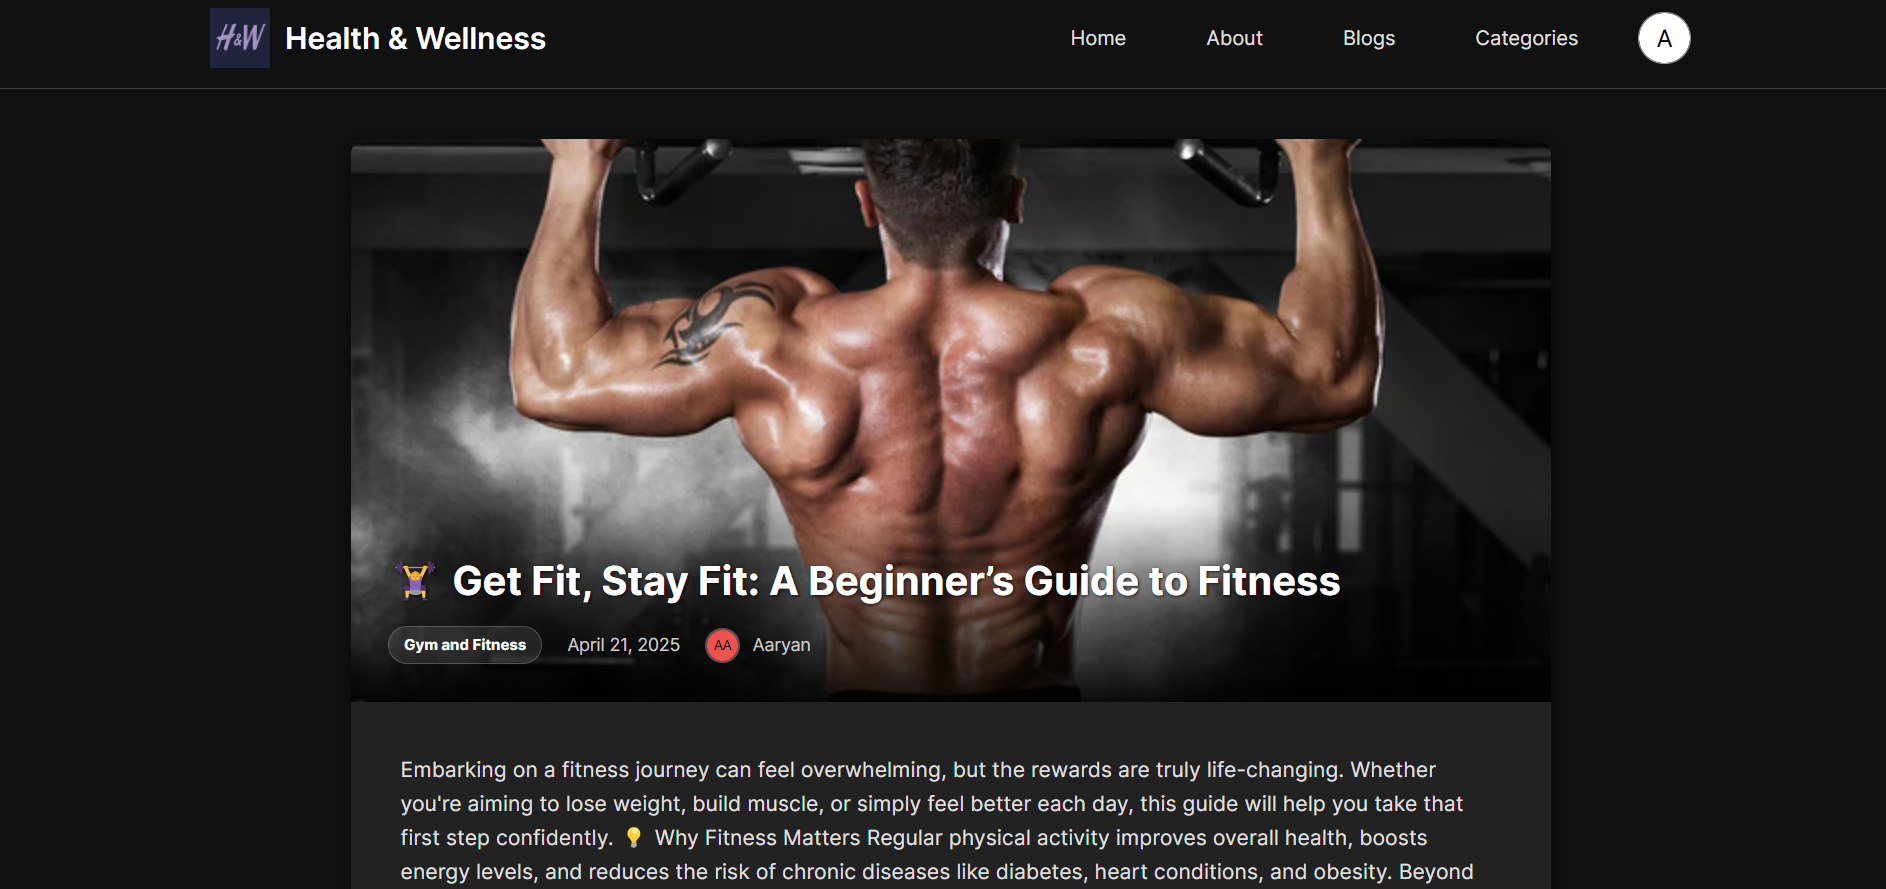 H&W Health & Wellness Home About Blogs Categories A
🏋️ Get Fit, Stay Fit: A Beginner’s Guide to Fitness
Gym and Fitness April 21, 2025 AA Aaryan
Embarking on a fitness journey can feel overwhelming, but the rewards are truly life-changing. Whether
you're aiming to lose weight, build muscle, or simply feel better each day, this guide will help you take that
first step confidently. 💡 Why Fitness Matters Regular physical activity improves overall health, boosts
energy levels, and reduces the risk of chronic diseases like diabetes, heart conditions, and obesity. Beyond